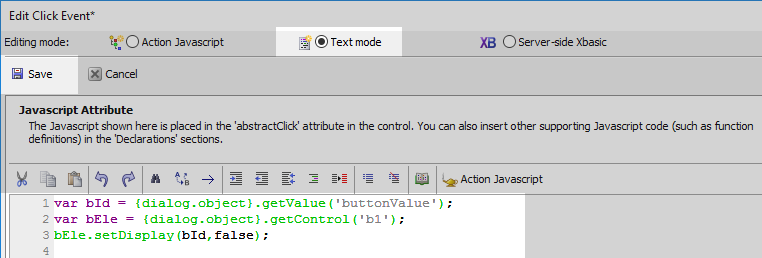 Edit Click Event*
Editing mode: Action Javascript Text mode XB Server-side Xbasic
Save Cancel
Javascript Attribute
The Javascript shown here is placed in the 'abstractClick' attribute in the control. You can also insert other supporting Javascript code (such as function
definitions) in the 'Declarations' sections.
Action Javascript
1 var bId = {dialog.object}.getValue('buttonValue');
2 var bEle = {dialog.object}.getControl('b1');
3 bEle.setDisplay(bId,false);
4